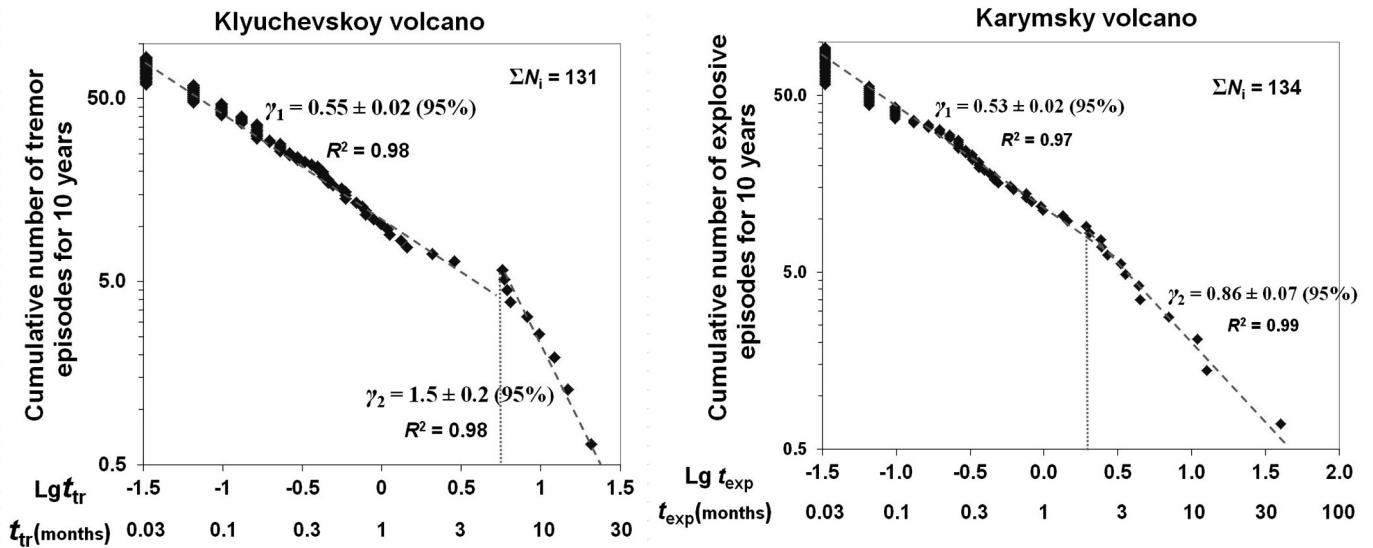 Klyuchevskoy volcano
Cumulative number of tremor
episodes for 10 years
50.0
5.0
0.5
ΣNi = 131
γ1 = 0.55 ± 0.02 (95%)
R² = 0.98
γ2 = 1.5 ± 0.2 (95%)
R² = 0.98
Lg ttr -1.5 -1 -0.5 0 0.5 1 1.5
ttr(months) 0.03 0.1 0.3 1 3 10 30
Karymsky volcano
Cumulative number of explosive
episodes for 10 years
50.0
5.0
0.5
ΣNi = 134
γ1 = 0.53 ± 0.02 (95%)
R² = 0.97
γ2 = 0.86 ± 0.07 (95%)
R² = 0.99
Lg texp -1.5 -1.0 -0.5 0.0 0.5 1.0 1.5 2.0
texp(months) 0.03 0.1 0.3 1 3 10 30 100